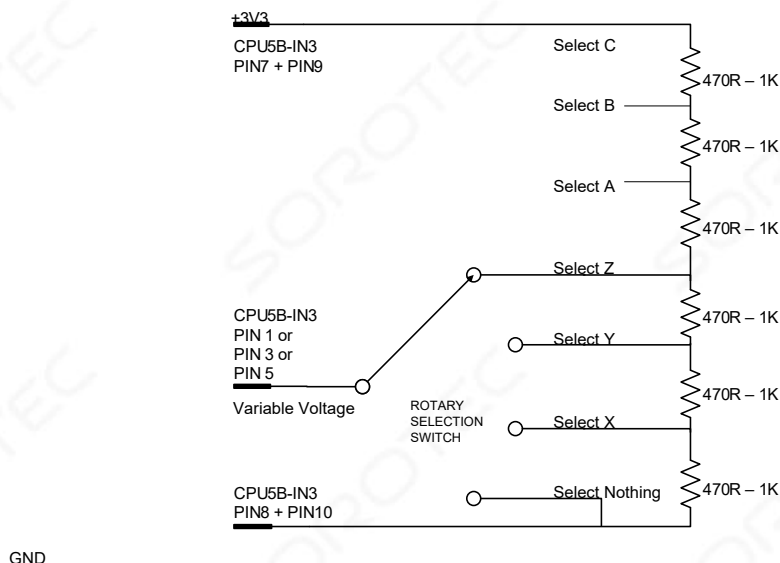 +3V3
CPU5B-IN3
PIN7 + PIN9
Select C
470R – 1K
Select B
470R – 1K
Select A
470R – 1K
Select Z
470R – 1K
CPU5B-IN3
PIN 1 or
PIN 3 or
PIN 5
Variable Voltage
Select Y
470R – 1K
ROTARY
SELECTION
SWITCH
Select X
470R – 1K
CPU5B-IN3
PIN8 + PIN10
Select Nothing
GND
SOROTEC
SOROTEC